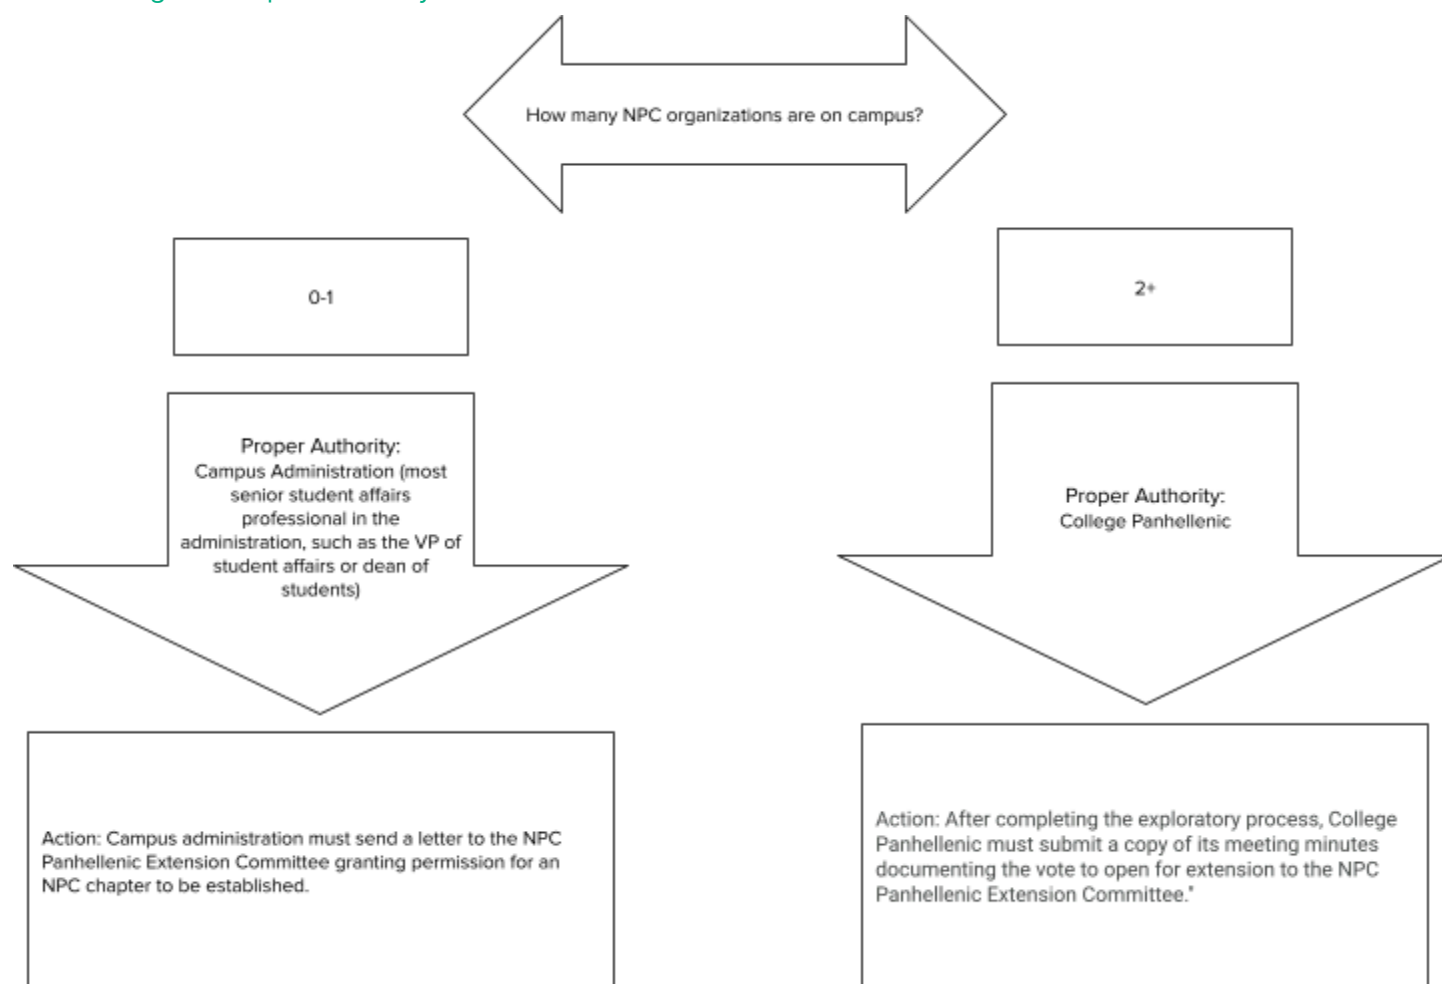 How many NPC organizations are on campus?
0-1
2+
Proper Authority:
Campus Administration (most
senior student affairs
professional in the
administration, such as the VP of
student affairs or dean of
students)
Proper Authority:
College Panhellenic
Action: Campus administration must send a letter to the NPC
Panhellenic Extension Committee granting permission for an
NPC chapter to be established.
Action: After completing the exploratory process, College
Panhellenic must submit a copy of its meeting minutes
documenting the vote to open for extension to the NPC
Panhellenic Extension Committee."